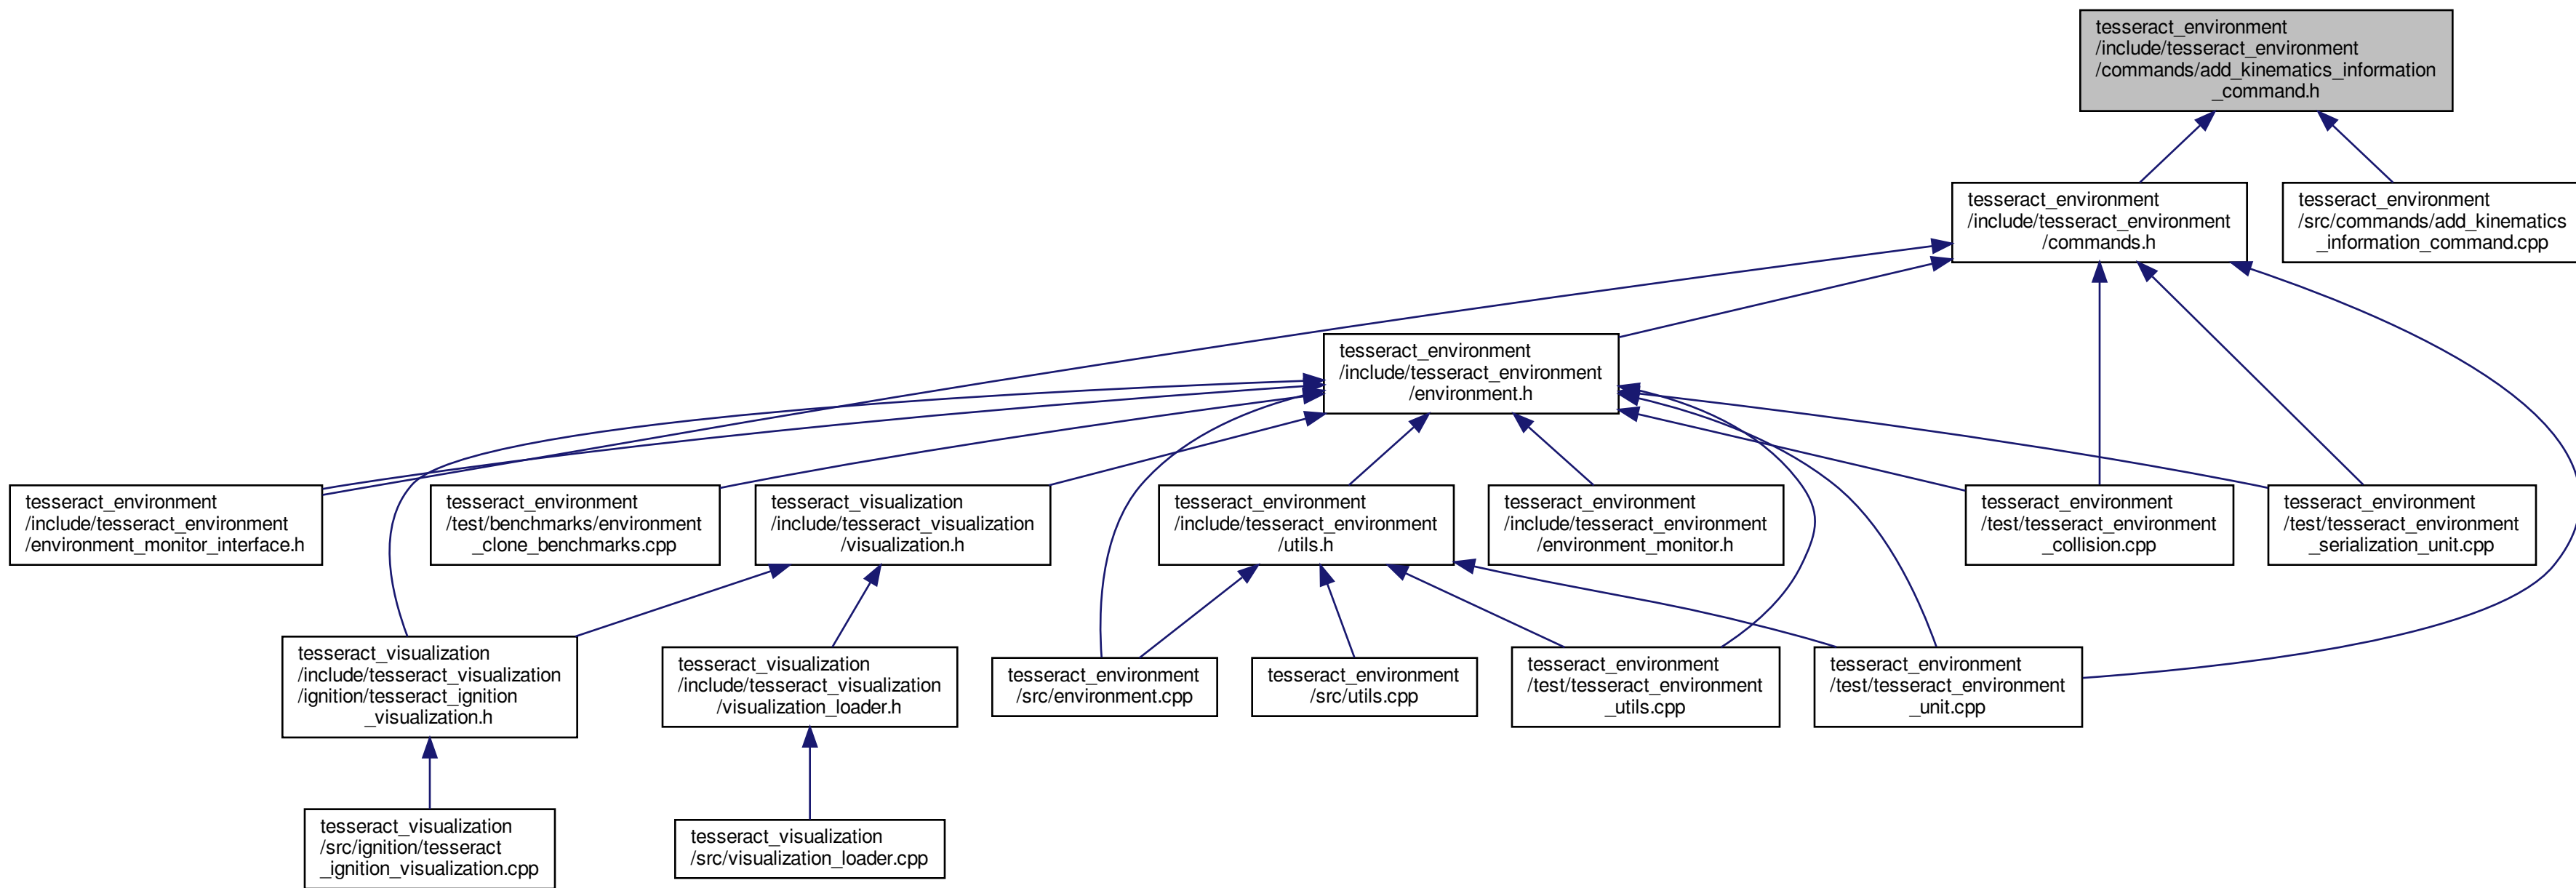 tesseract_environment
/include/tesseract_environment
/commands/add_kinematics_information
_command.h
tesseract_environment
/include/tesseract_environment
/commands.h
tesseract_environment
/src/commands/add_kinematics
_information_command.cpp
tesseract_environment
/include/tesseract_environment
/environment.h
tesseract_environment
/include/tesseract_environment
/environment_monitor_interface.h
tesseract_environment
/test/benchmarks/environment
_clone_benchmarks.cpp
tesseract_visualization
/include/tesseract_visualization
/visualization.h
tesseract_environment
/include/tesseract_environment
/utils.h
tesseract_environment
/include/tesseract_environment
/environment_monitor.h
tesseract_environment
/test/tesseract_environment
_collision.cpp
tesseract_environment
/test/tesseract_environment
_serialization_unit.cpp
tesseract_visualization
/include/tesseract_visualization
/ignition/tesseract_ignition
_visualization.h
tesseract_visualization
/include/tesseract_visualization
/visualization_loader.h
tesseract_environment
/src/environment.cpp
tesseract_environment
/src/utils.cpp
tesseract_environment
/test/tesseract_environment
_utils.cpp
tesseract_environment
/test/tesseract_environment
_unit.cpp
tesseract_visualization
/src/ignition/tesseract
_ignition_visualization.cpp
tesseract_visualization
/src/visualization_loader.cpp